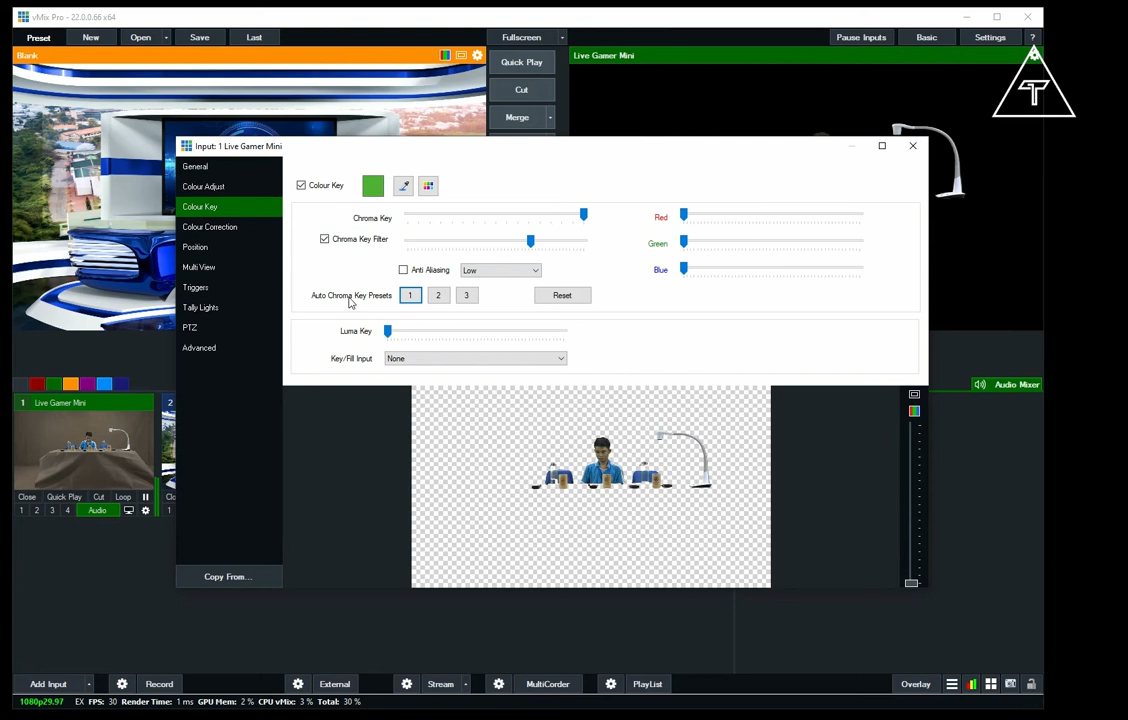 vMix Pro - 22.0.0.66 x64
Preset New Open Save Last Fullscreen Pause Inputs Basic Settings ?
Blank
Quick Play
Live Gamer Mini
Cut
Merge
Input: 1 Live Gamer Mini
General
Colour Adjust
Colour Key
Colour Correction
Position
Multi View
Triggers
Tally Lights
PTZ
Advanced
Copy From...
Colour Key
Chroma Key
Red
Chroma Key Filter
Green
Anti Aliasing Low
Blue
Auto Chroma Key Presets 1 2 3 Reset
Luma Key
Key/Fill Input None
Audio Mixer
1 Live Gamer Mini 2
Close Quick Play Cut Loop
1 2 3 4 Audio 1
Add Input Record External Stream MultiCorder PlayList Overlay
1080p29.97 EX FPS: 30 Render Time: 1 ms GPU Mem: 2 % CPU vMix: 3 % Total: 30 %